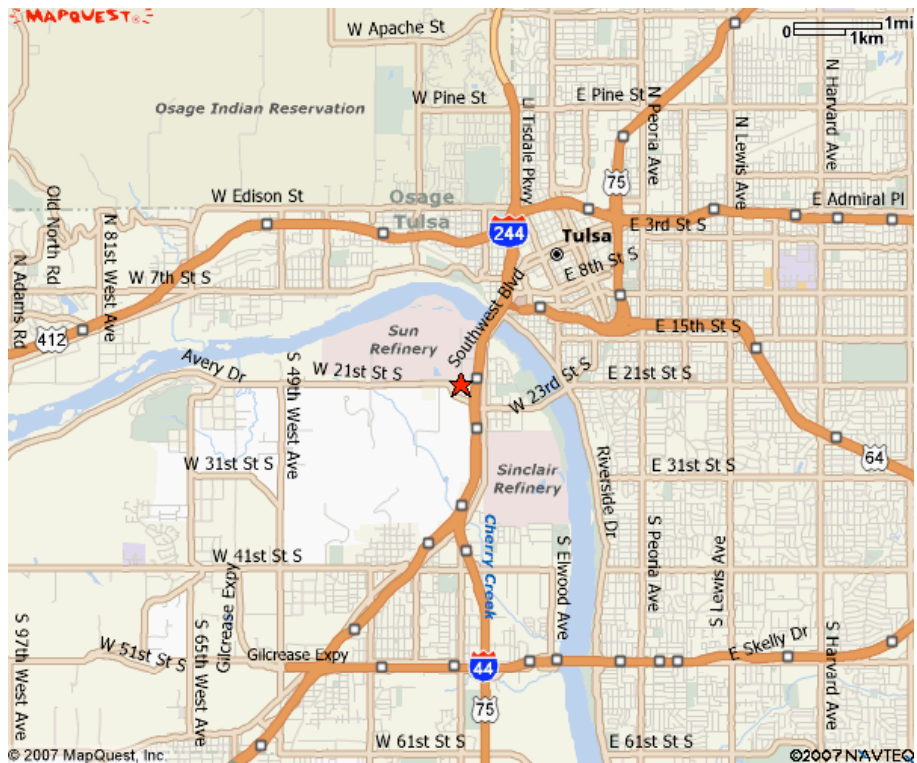 MAPQUEST
W Apache St
0 1mi
1km
W Pine St
E Pine St
Osage Indian Reservation
Ll Tisdale Pkwy
N Peoria Ave
N Lewis Ave
N Harvard Ave
75
W Edison St
Osage
Tulsa
E Admiral Pl
Old North Rd
N 81st West Ave
244
Tulsa
E 3rd St S
E 8th St S
N Adams Rd
W 7th St S
412
Southwest Blvd
Sun
Refinery
E 15th St S
Avery Dr
S 49th West Ave
W 21st St S
W 23rd St S
E 21st St S
64
W 31st St S
Sinclair
Refinery
Riverside Dr
E 31st St S
Cherry Creek
S Elwood Ave
S Peoria Ave
S Lewis Ave
W 41st St S
Gilcrease Expy
S 97th West Ave
S 65th West Ave
W 51st St S
Gilcrease Expy
44
E Skelly Dr
S Harvard Ave
75
W 61st St S
E 61st St S
© 2007 MapQuest, Inc.
©2007 NAVTEQ